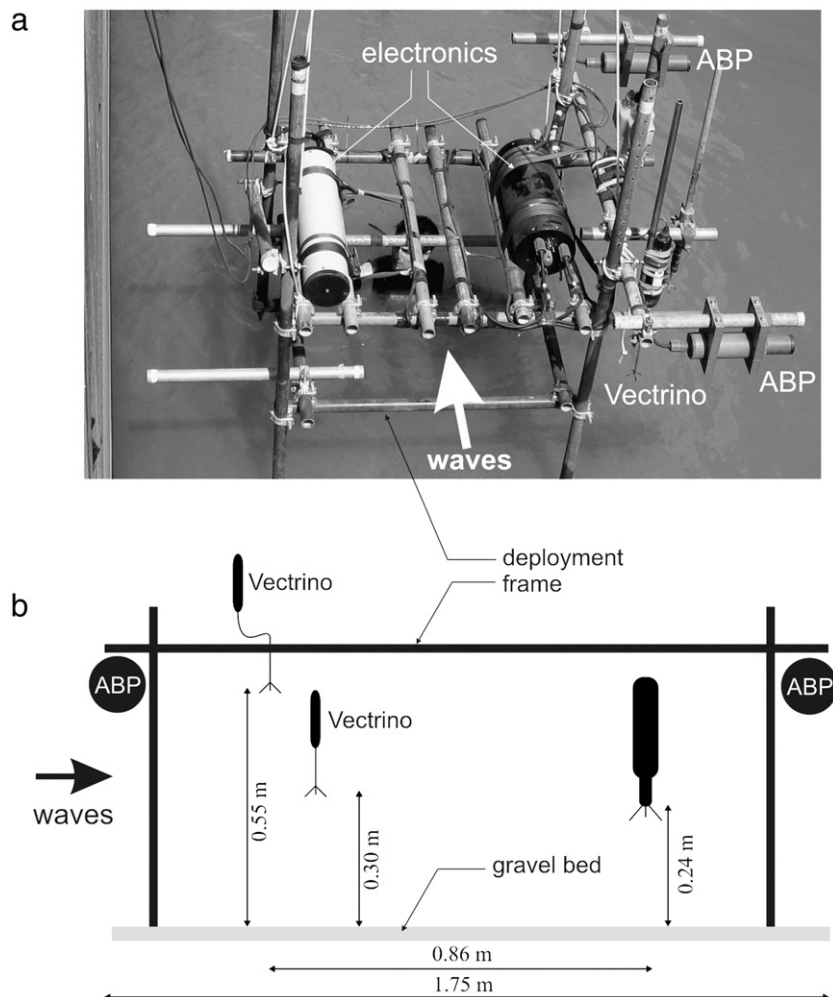 a
electronics
ABP
Vectrino
ABP
waves
deployment
frame
b
Vectrino
ABP
ABP
Vectrino
waves
0.55 m
0.30 m
0.24 m
gravel bed
0.86 m
1.75 m